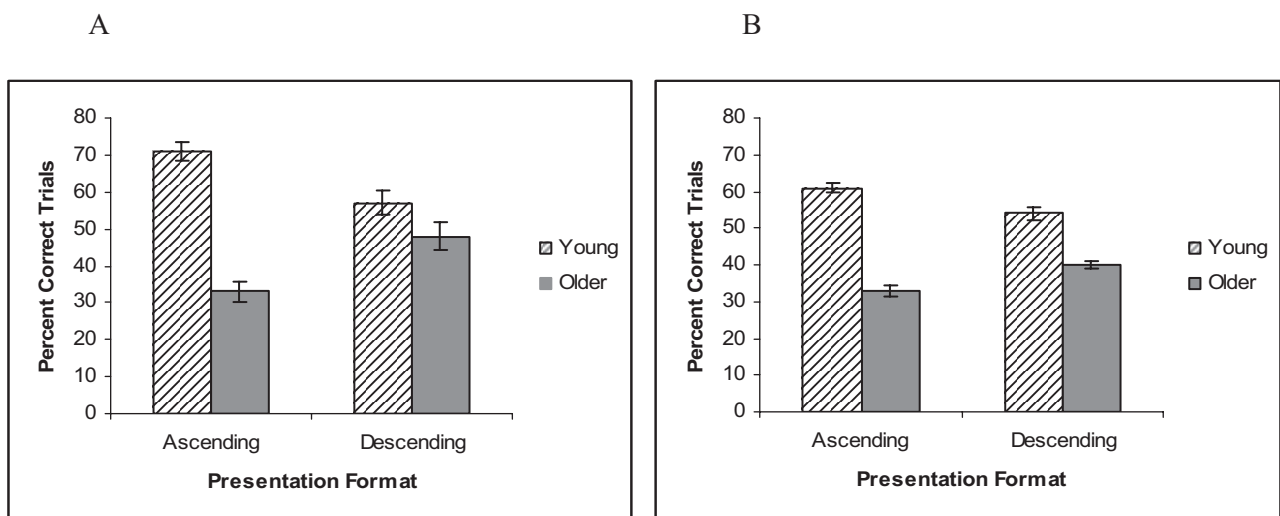 A
80
70
60
50
40
30
20
10
0
Percent Correct Trials
Ascending
Descending
Presentation Format
Young
Older
B
80
70
60
50
40
30
20
10
0
Percent Correct Trials
Ascending
Descending
Presentation Format
Young
Older